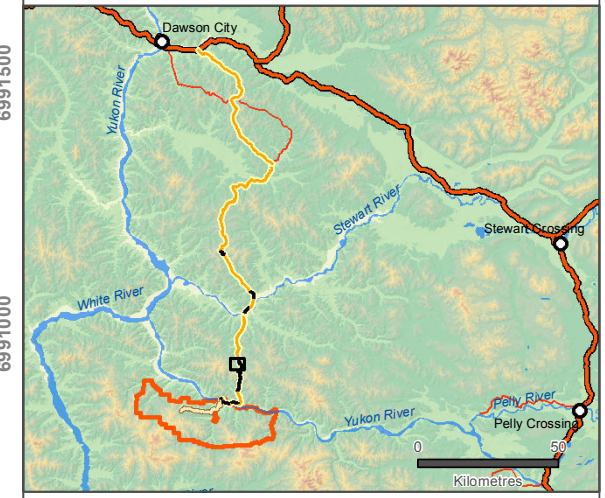 Dawson City
6991500
Yukon River
Stewart River
Stewart Crossing
White River
6991000
Pelly River
Yukon River
Pelly Crossing
0
50
Kilometres